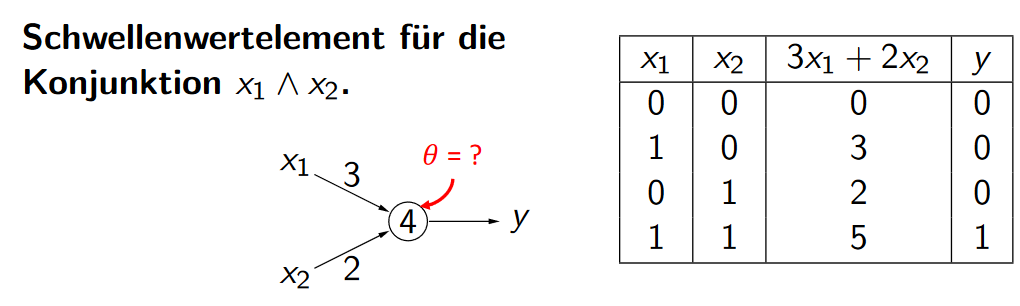 Schwellenwertelement für die
Konjunktion x₁ ∧ x₂.
θ = ?
x₁ 3
4 y
x₂ 2
x₁ x₂ 3x₁ + 2x₂ y
0 0 0 0
1 0 3 0
0 1 2 0
1 1 5 1